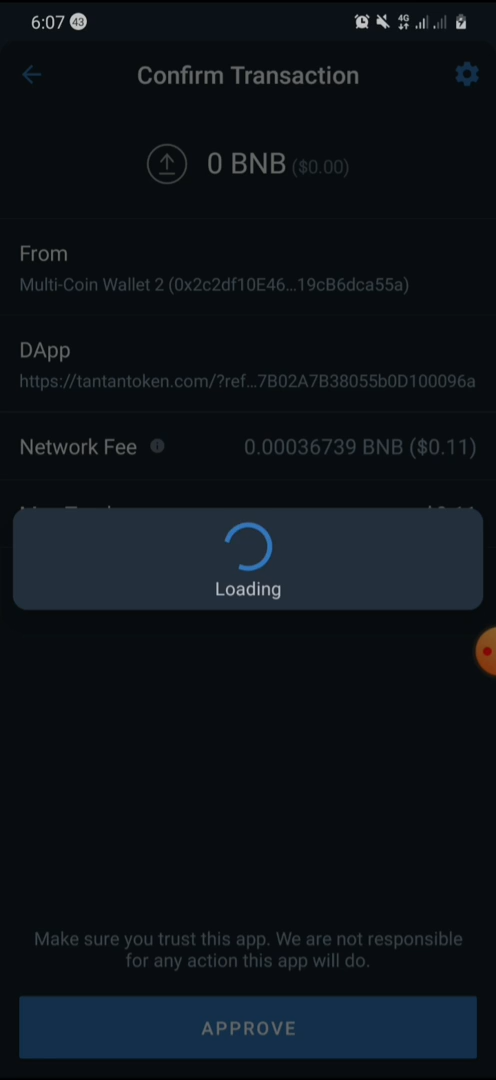 6:07 43 4G
Confirm Transaction
0 BNB ($0.00)
From
Multi-Coin Wallet 2 (0x2c2df10E46...19cB6dca55a)
DApp
https://tantantoken.com/?ref...7B02A7B38055b0D100096a
Network Fee 0.00036739 BNB ($0.11)
Loading
Make sure you trust this app. We are not responsible
for any action this app will do.
APPROVE